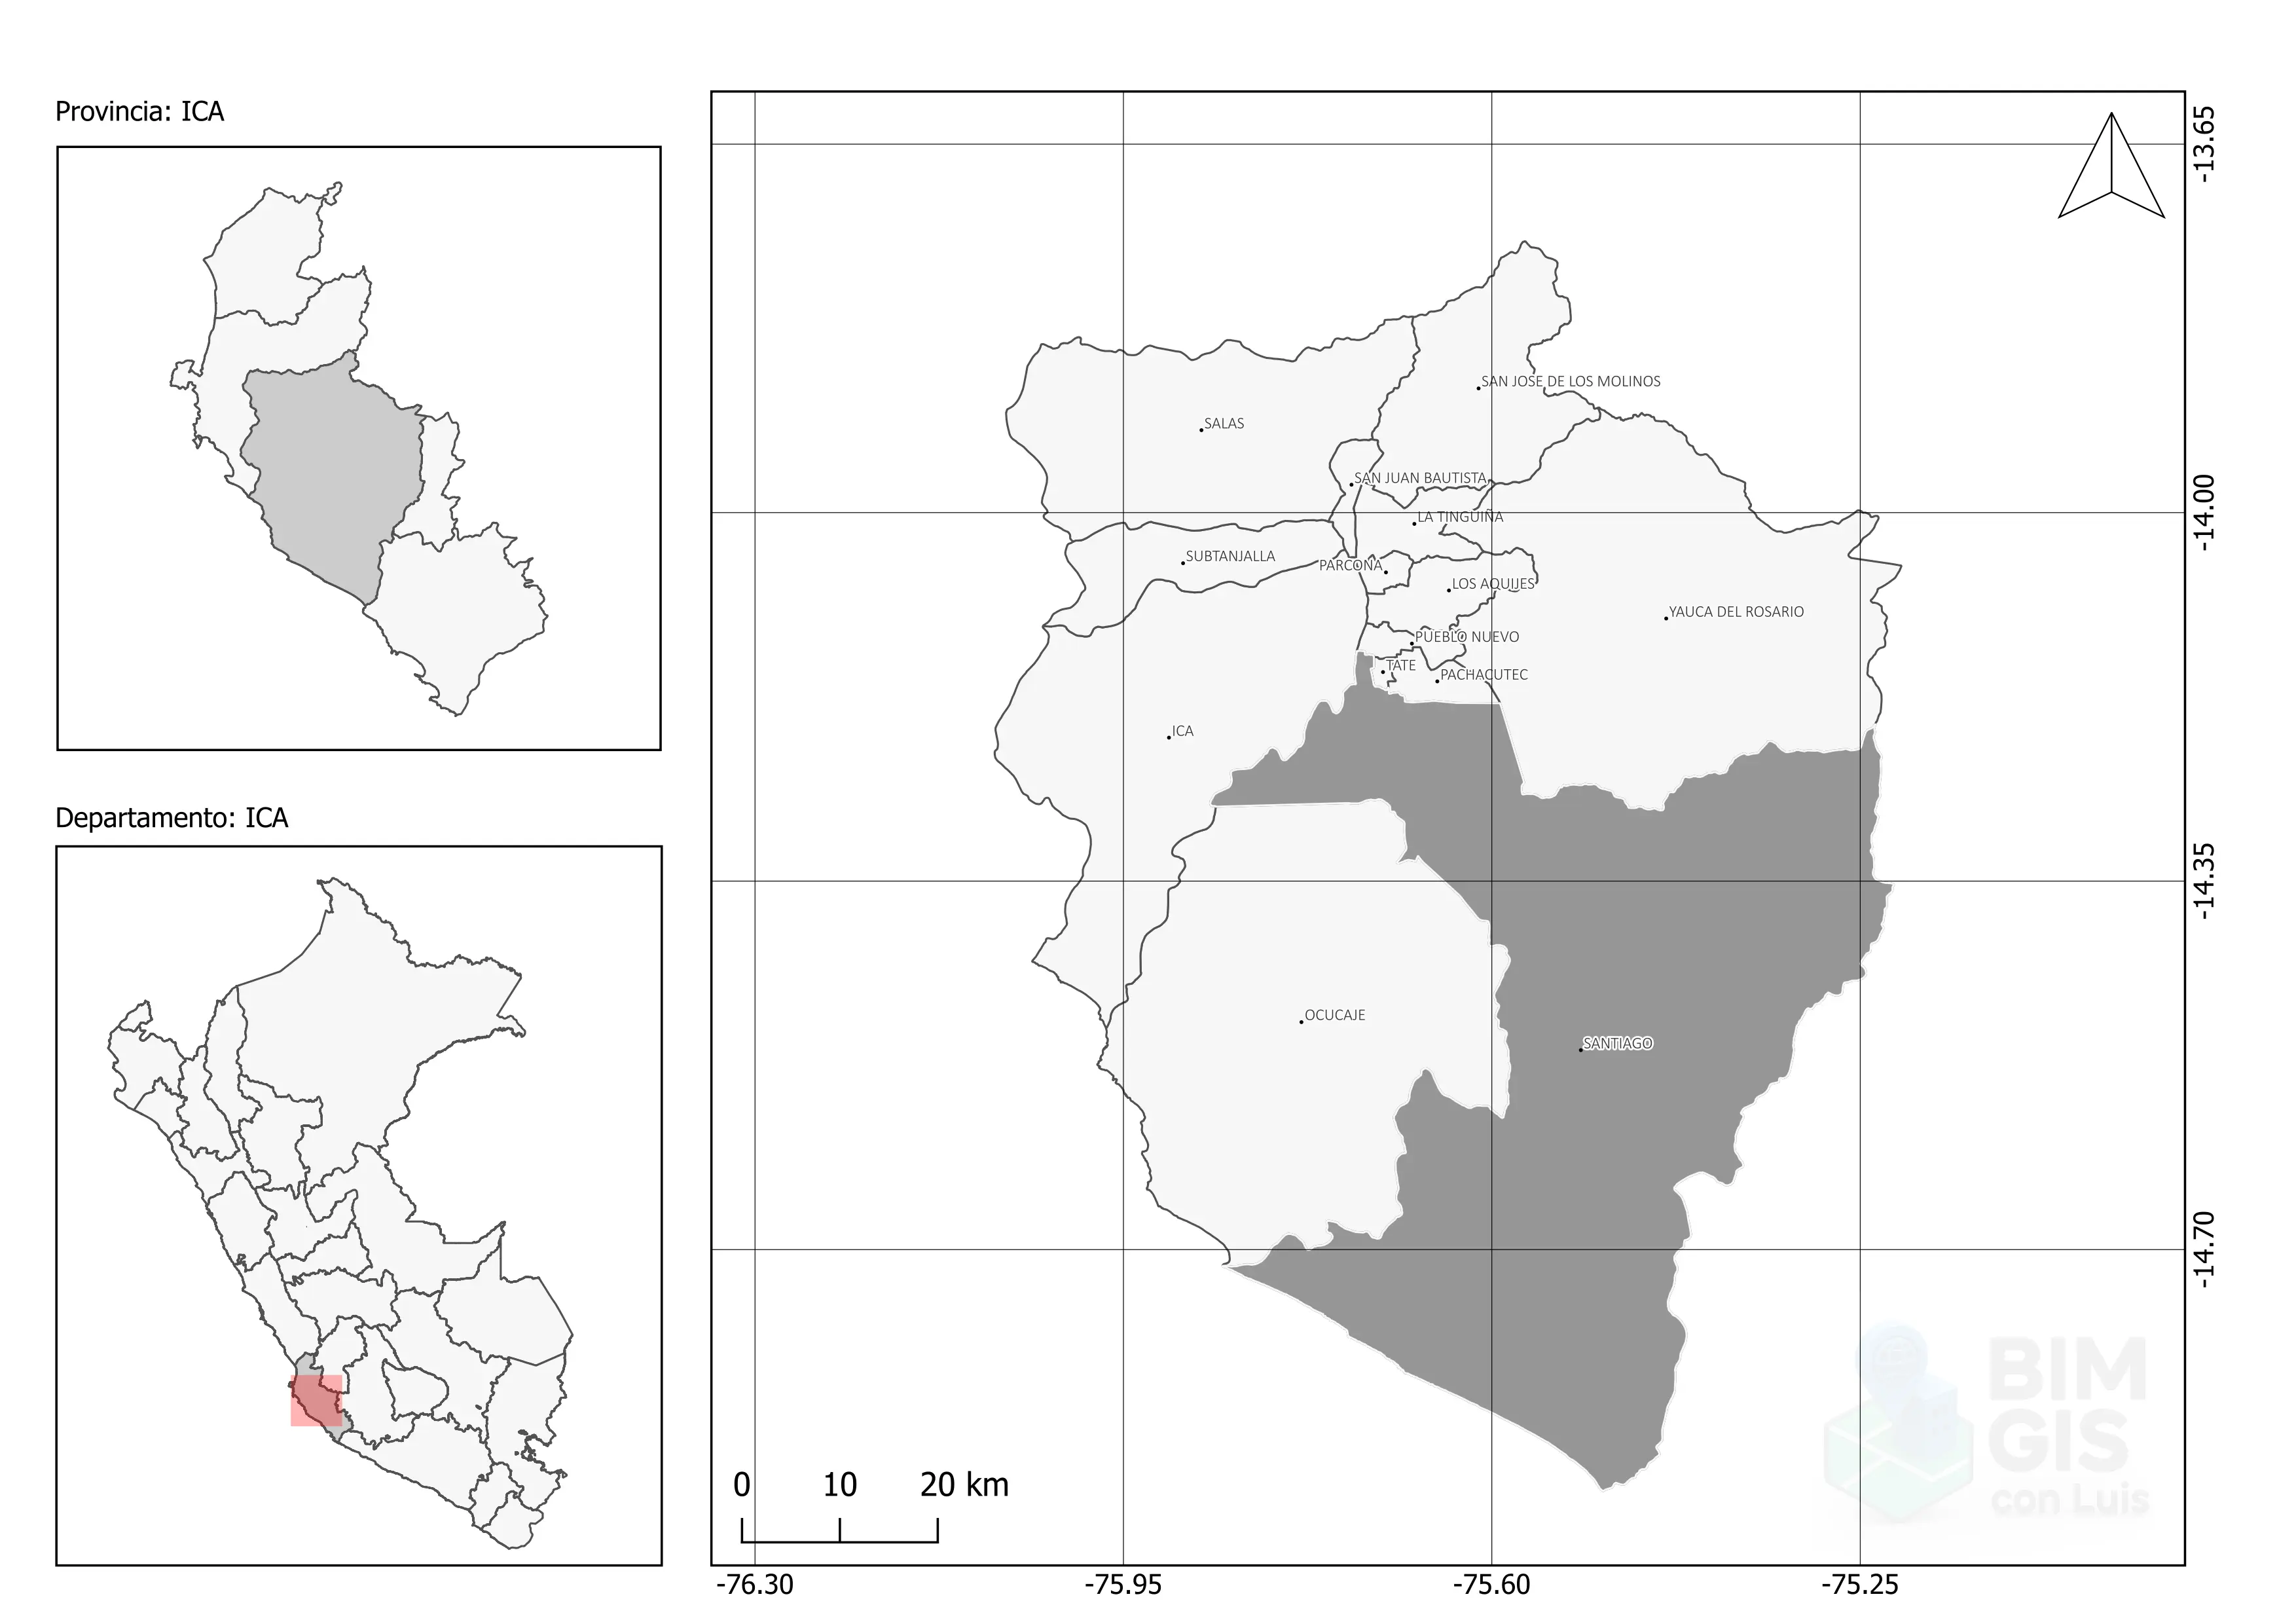 Provincia: ICA
Departamento: ICA
SAN JOSE DE LOS MOLINOS
SALAS
SAN JUAN BAUTISTA
LA TINGUIÑA
SUBTANJALLA
PARCONA
LOS AQUIJES
YAUCA DEL ROSARIO
PUEBLO NUEVO
TATE
PACHACUTEC
ICA
OCUCAJE
SANTIAGO
-13.65
-14.00
-14.35
-14.70
0 10 20 km
-76.30 -75.95 -75.60 -75.25
BIM
GIS
con Luis